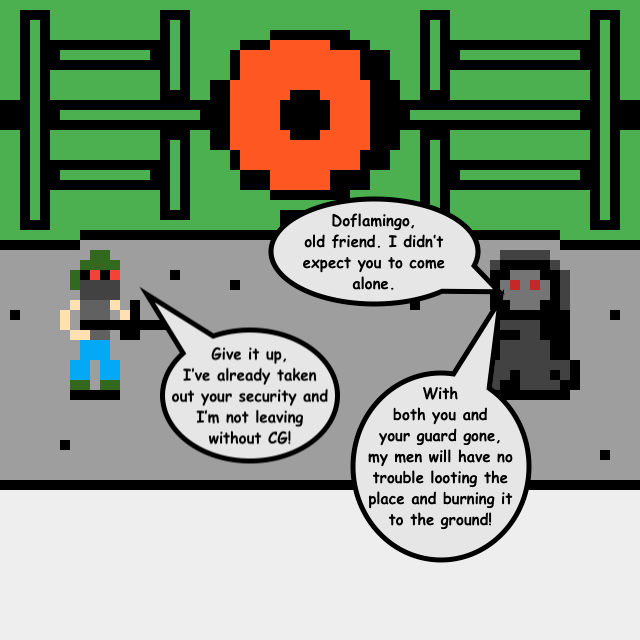 Doflamingo,
old friend. I didn't
expect you to come
alone.
Give it up,
I've already taken
out your security and
I'm not leaving
without CG!
With
both you and
your guard gone,
my men will have no
trouble looting the
place and burning it
to the ground!